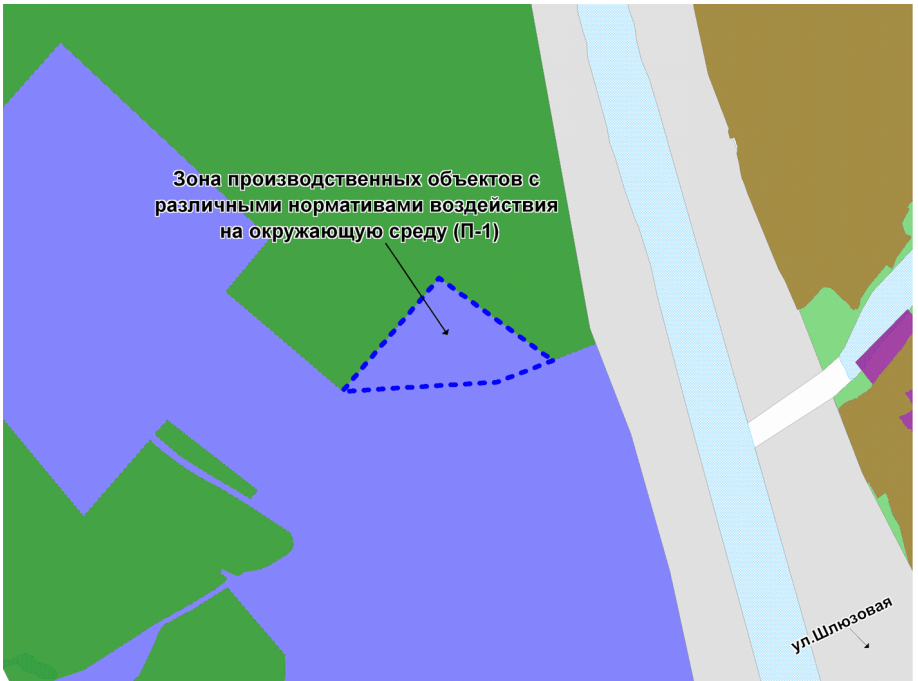 Зона производственных объектов с
различными нормативами воздействия
на окружающую среду (П-1)
ул.Шлюзовая